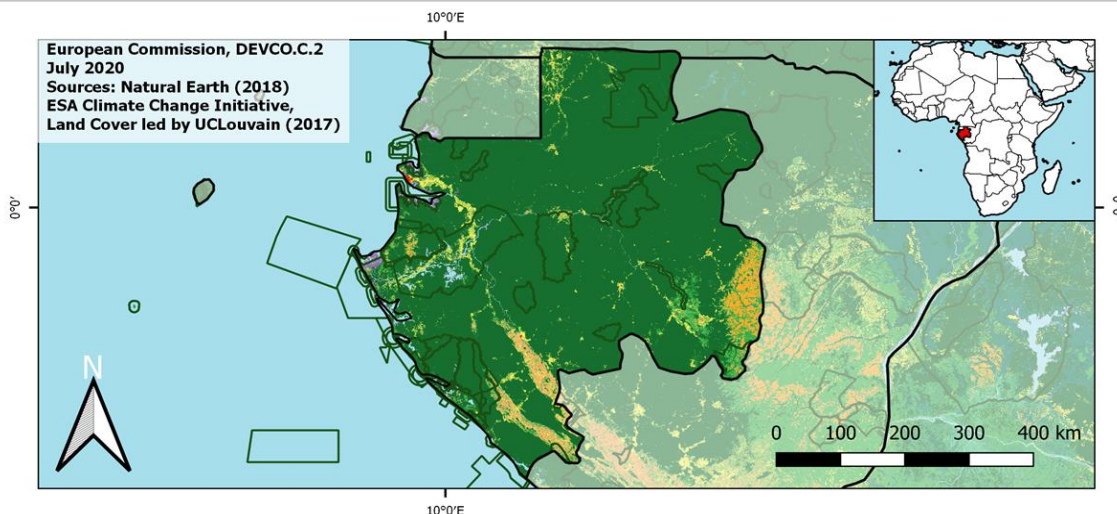 10°0′E
European Commission, DEVCO.C.2
July 2020
Sources: Natural Earth (2018)
ESA Climate Change Initiative,
Land Cover led by UCLouvain (2017)
0°0′
N
0 100 200 300 400 km
10°0′E